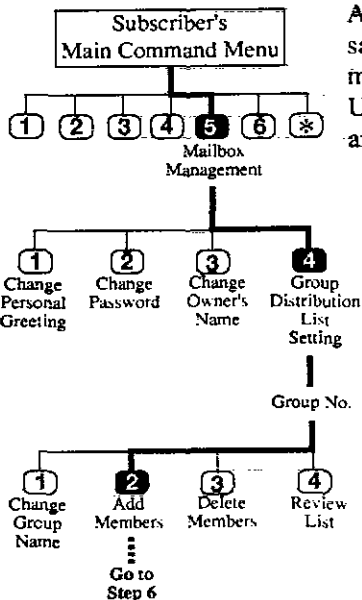 Subscriber's
Main Command Menu
1 2 3 4 5 6 *
Mailbox
Management
1 2 3 4
Change Change Change Group
Personal Password Owner's Distribution
Greeting Name List
Setting
Group No.
1 2 3 4
Change Add Delete Review
Group Members Members List
Name
Go to
Step 6